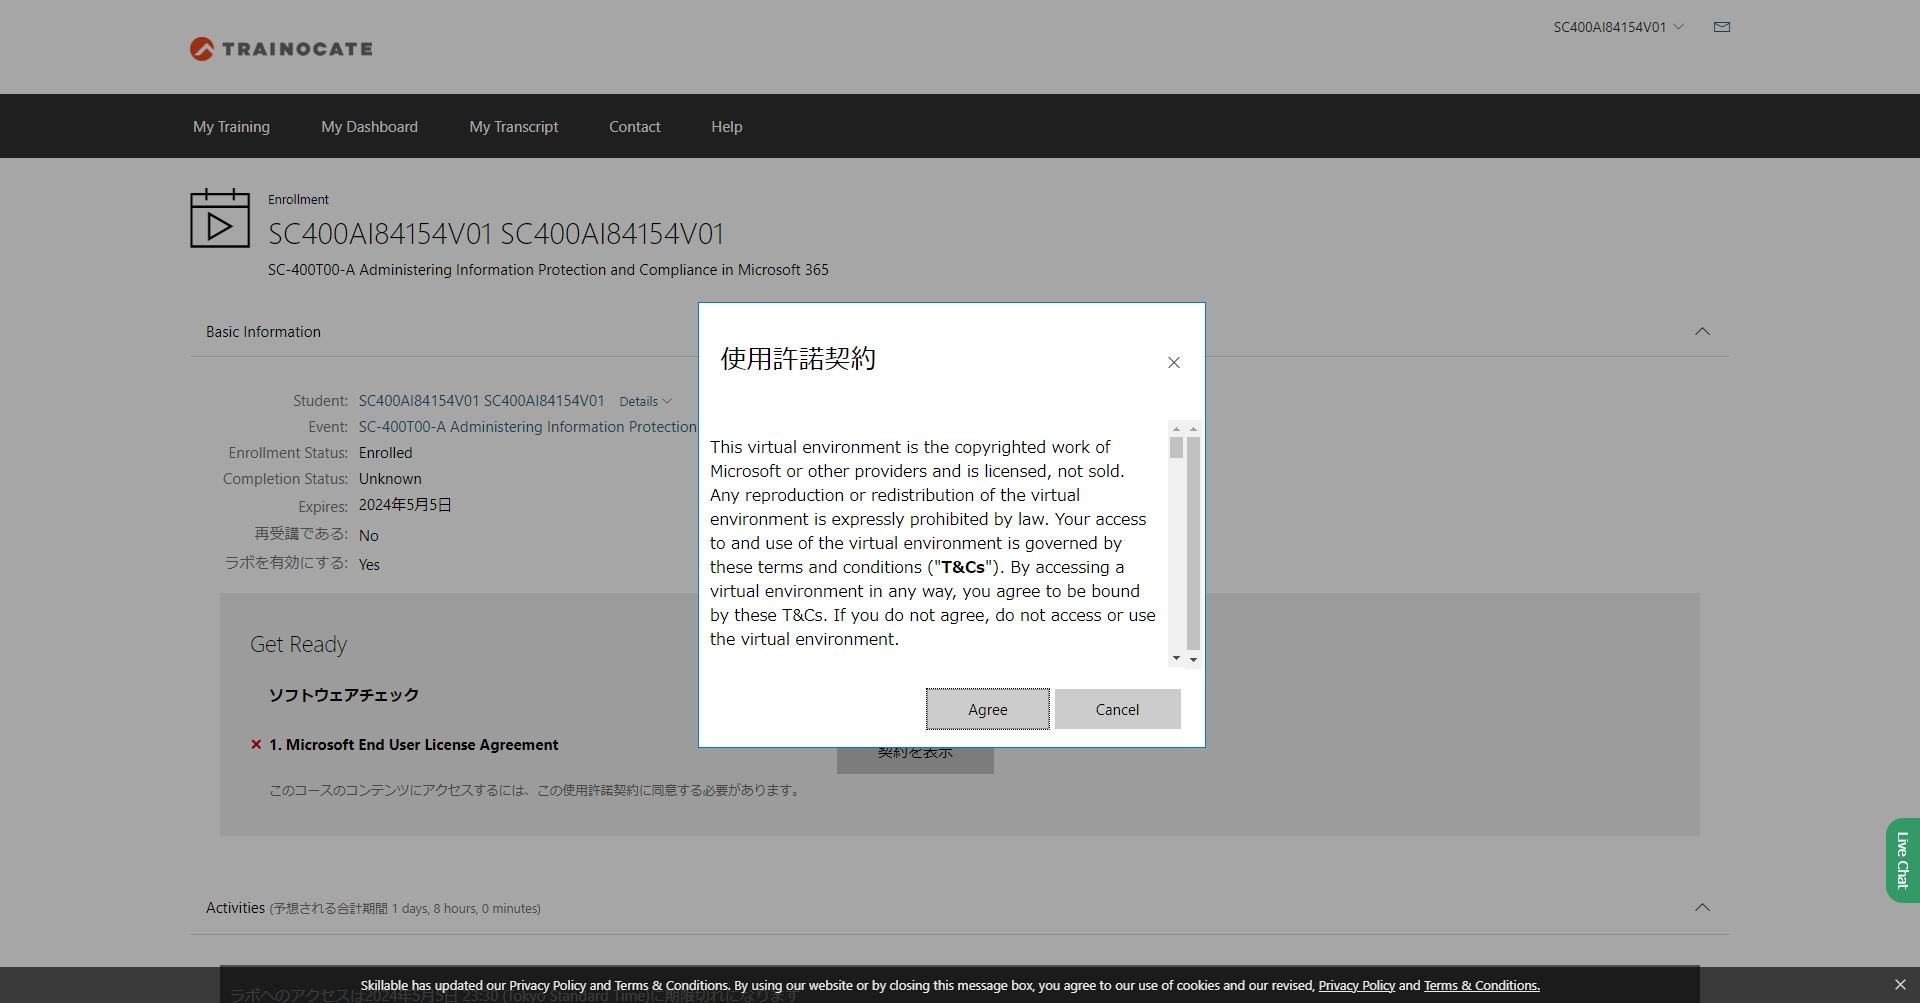 TRAINOCATE
SC400AI84154V01
My Training
My Dashboard
My Transcript
Contact
Help
Enrollment
SC400AI84154V01 SC400AI84154V01
SC-400T00-A Administering Information Protection and Compliance in Microsoft 365
Basic Information
Student: SC400AI84154V01 SC400AI84154V01 Details
Event: SC-400T00-A Administering Information Protection
Enrollment Status: Enrolled
Completion Status: Unknown
Expires: 2024年5月5日
再受講である: No
ラボを有効にする: Yes
使用許諾契約
This virtual environment is the copyrighted work of
Microsoft or other providers and is licensed, not sold.
Any reproduction or redistribution of the virtual
environment is expressly prohibited by law. Your access
to and use of the virtual environment is governed by
these terms and conditions ("T&Cs"). By accessing a
virtual environment in any way, you agree to be bound
by these T&Cs. If you do not agree, do not access or use
the virtual environment.
Agree
Cancel
Get Ready
ソフトウェアチェック
1. Microsoft End User License Agreement
契約を表示
このコースのコンテンツにアクセスするには、この使用許諾契約に同意する必要があります。
Live Chat
Activities (予想される合計期間 1 days, 8 hours, 0 minutes)
ラボへのアクセスは2024年5月5日 23:30 (Tokyo Standard Time)に期限切れになります
Skillable has updated our Privacy Policy and Terms & Conditions. By using our website or by closing this message box, you agree to our use of cookies and our revised, Privacy Policy and Terms & Conditions.